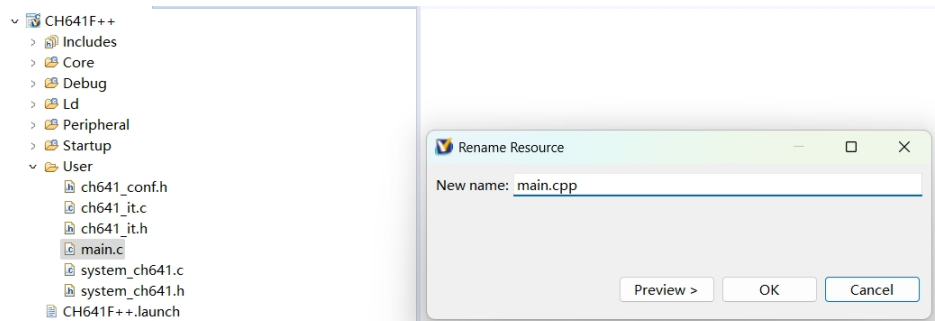 CH641F++
Includes
Core
Debug
Ld
Peripheral
Startup
User
ch641_conf.h
ch641_it.c
ch641_it.h
main.c
system_ch641.c
system_ch641.h
CH641F++.launch
Rename Resource
New name: main.cpp
Preview >
OK
Cancel